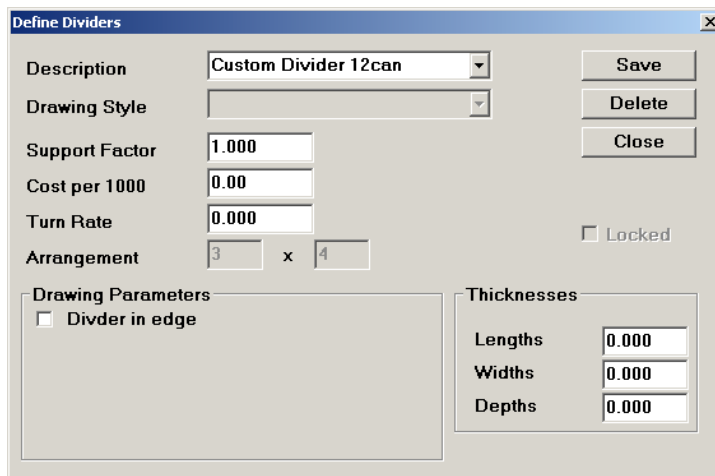 Define Dividers
Description Custom Divider 12can Save
Drawing Style Delete
Support Factor 1.000 Close
Cost per 1000 0.00
Turn Rate 0.000
Locked
Arrangement 3 x 4
Drawing Parameters Thicknesses
Divder in edge
Lengths 0.000
Widths 0.000
Depths 0.000